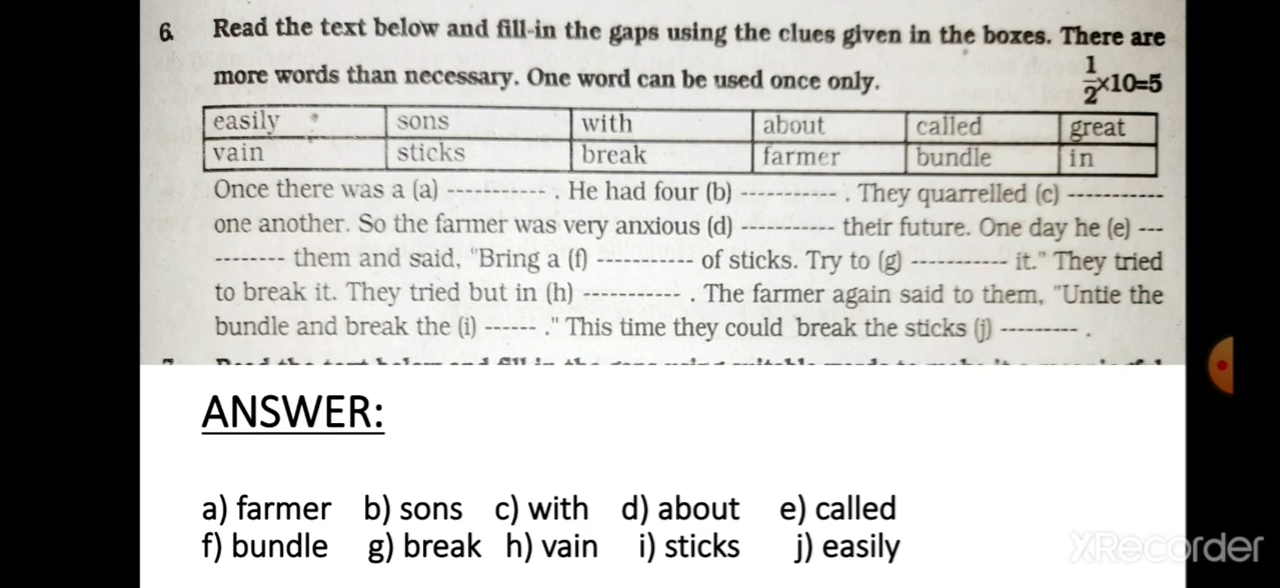 6. Read the text below and fill-in the gaps using the clues given in the boxes. There are
more words than necessary. One word can be used once only. 1/2×10=5
easily sons with about called great
vain sticks break farmer bundle in
Once there was a (a) ----------- . He had four (b) ----------- . They quarrelled (c) -----------
one another. So the farmer was very anxious (d) ----------- their future. One day he (e) ---
-------- them and said, "Bring a (f) ----------- of sticks. Try to (g) ----------- it." They tried
to break it. They tried but in (h) ----------- . The farmer again said to them, "Untie the
bundle and break the (i) ------ ." This time they could break the sticks (j) --------- .
ANSWER:
a) farmer b) sons c) with d) about e) called
f) bundle g) break h) vain i) sticks j) easily
XRecorder